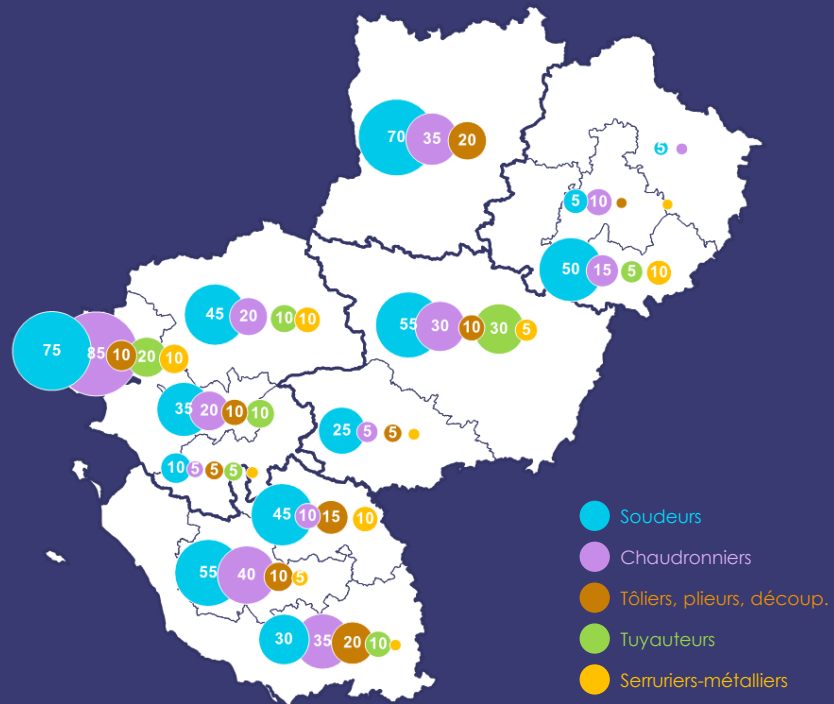 70 35 20
5
5 10
50 15 5 10
45 20 10 10
55 30 10 30 5
75 85 10 20 10
35 20 10 10
25 5 5
10 5 5 5
45 10 15 10
55 40 10 5
30 35 20 10
Soudeurs
Chaudronniers
Tôliers, plieurs, découp.
Tuyauteurs
Serruriers-métalliers